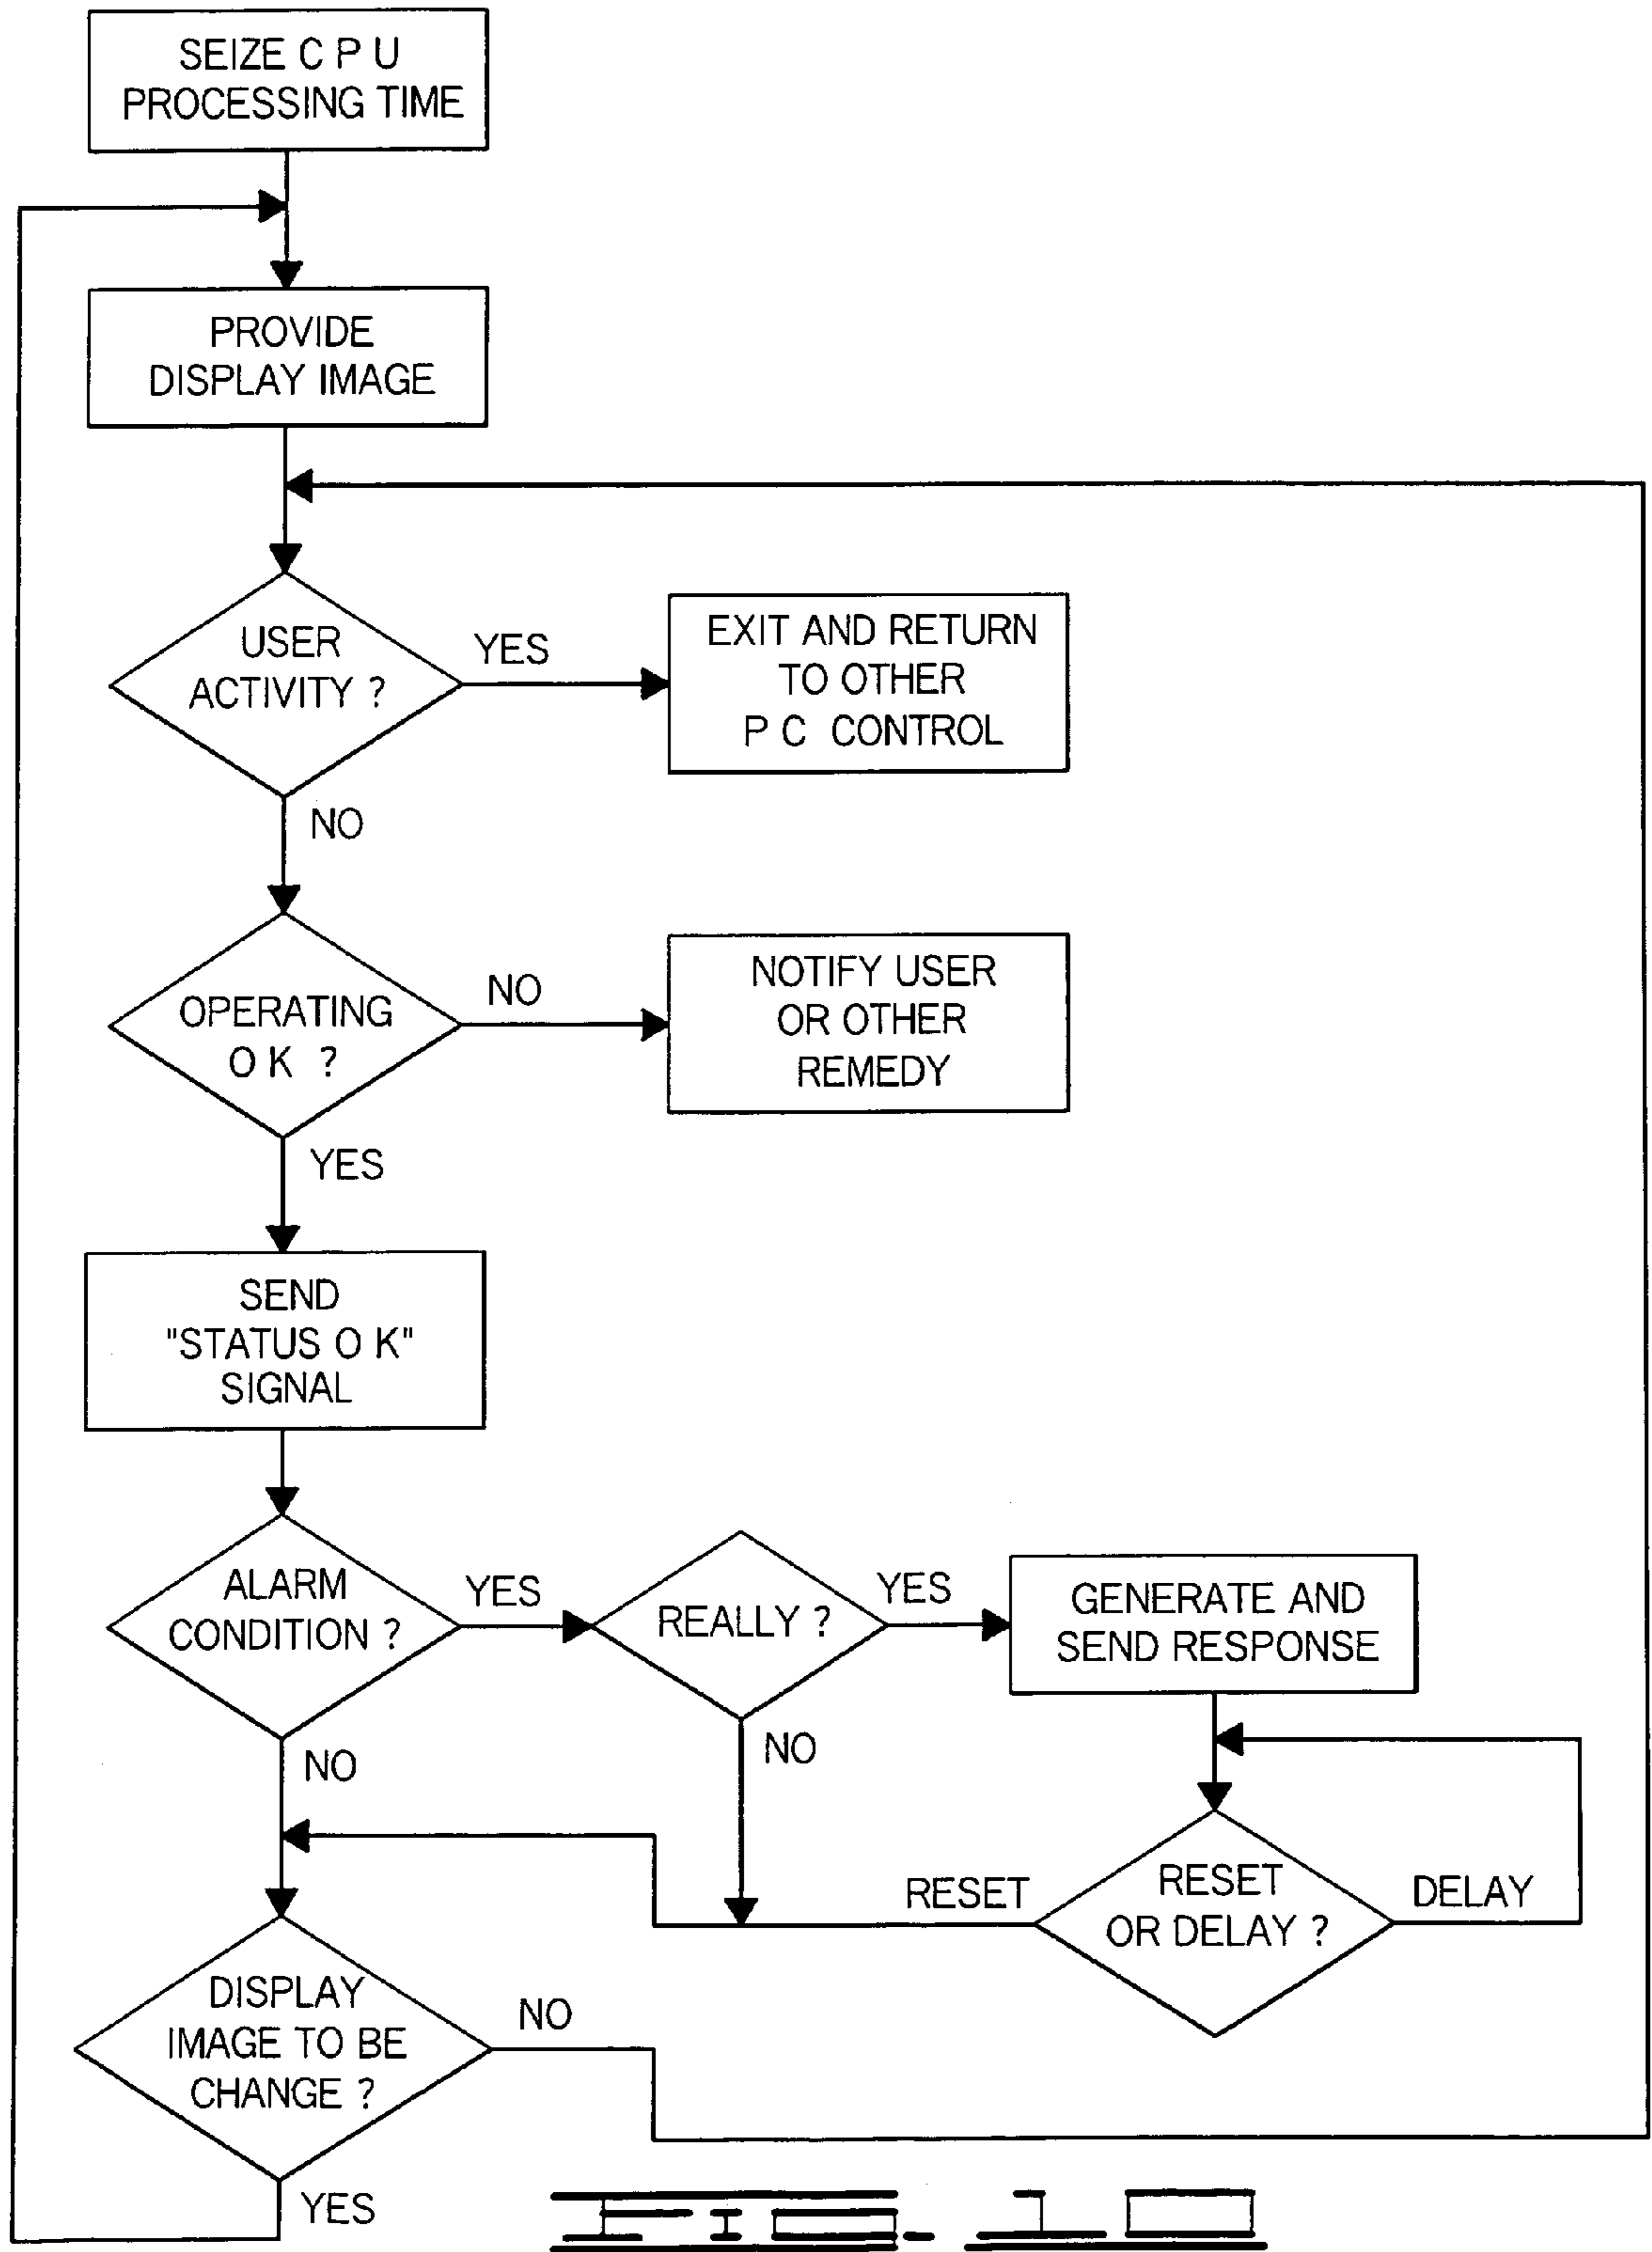 SEIZE C P U
PROCESSING TIME
PROVIDE
DISPLAY IMAGE
USER
ACTIVITY ?
YES
EXIT AND RETURN
TO OTHER
P C CONTROL
NO
OPERATING
O K ?
NO
NOTIFY USER
OR OTHER
REMEDY
YES
SEND
"STATUS O K"
SIGNAL
ALARM
CONDITION ?
YES
REALLY ?
YES
GENERATE AND
SEND RESPONSE
NO
NO
RESET
OR DELAY ?
RESET
DELAY
DISPLAY
IMAGE TO BE
CHANGE ?
NO
YES
FIG. 10